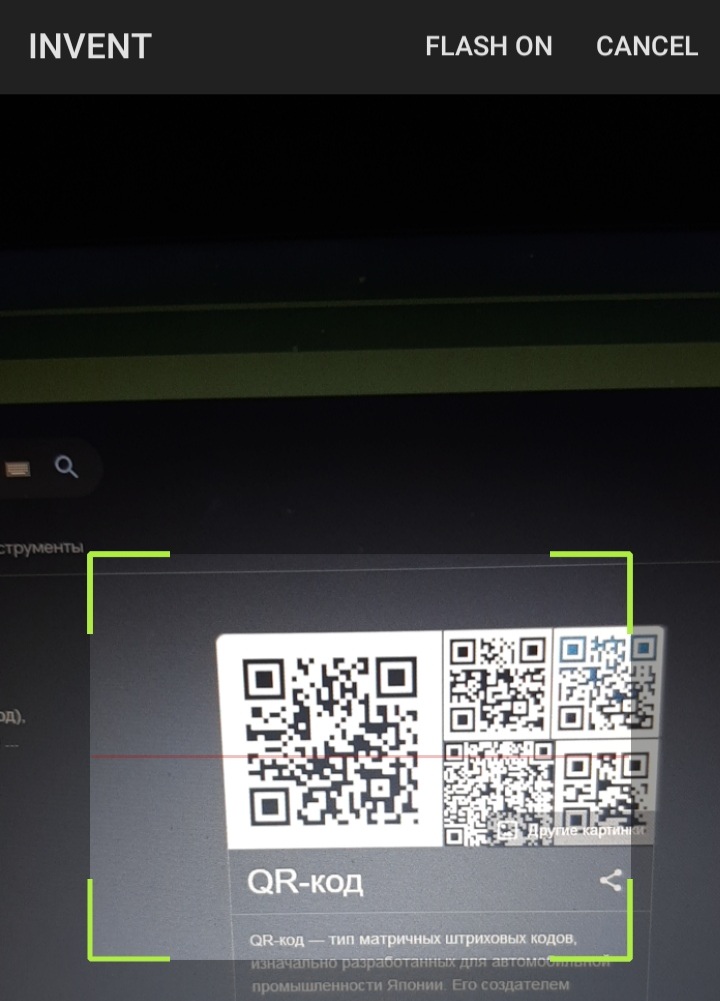 INVENT FLASH ON CANCEL
струменты
од),
Другие картинки
QR-код
QR-код — тип матричных штриховых кодов,
изначально разработанных для автомобильной
промышленности Японии. Его создателем